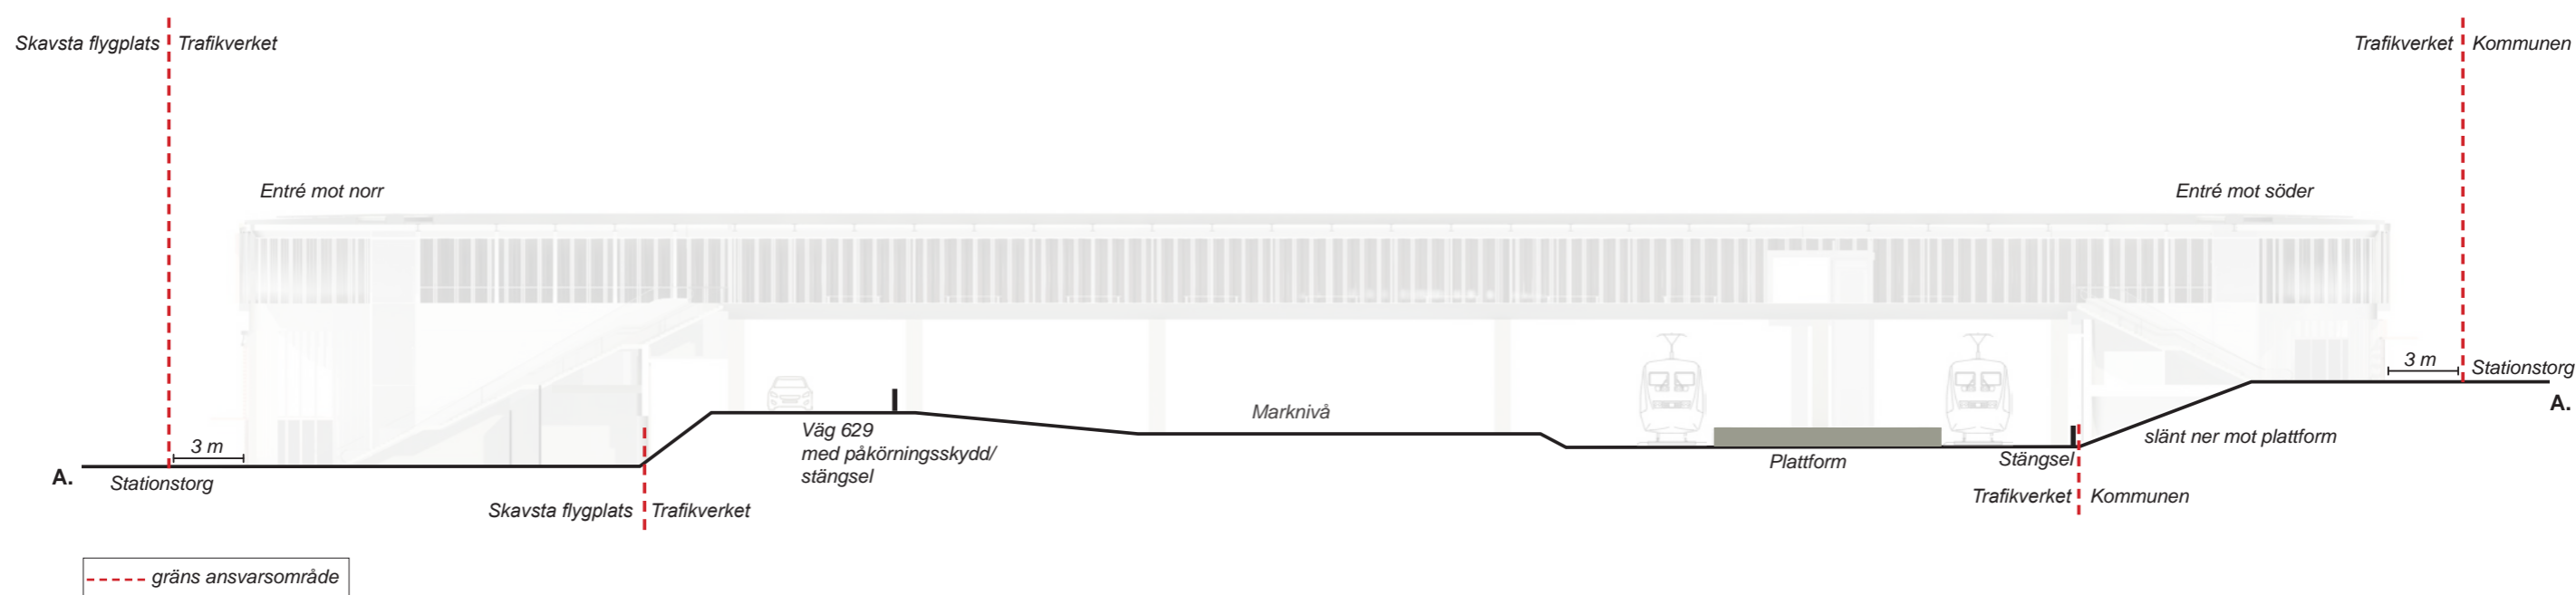 Skavsta flygplats Trafikverket
Trafikverket Kommunen
Entré mot norr
Entré mot söder
3 m
Stationstorg
A.
Marknivå
Väg 629
med påkörningsskydd/
stängsel
slänt ner mot plattform
3 m
A.
Stationstorg
Plattform
Stängsel
Trafikverket Kommunen
Skavsta flygplats Trafikverket
gräns ansvarsområde